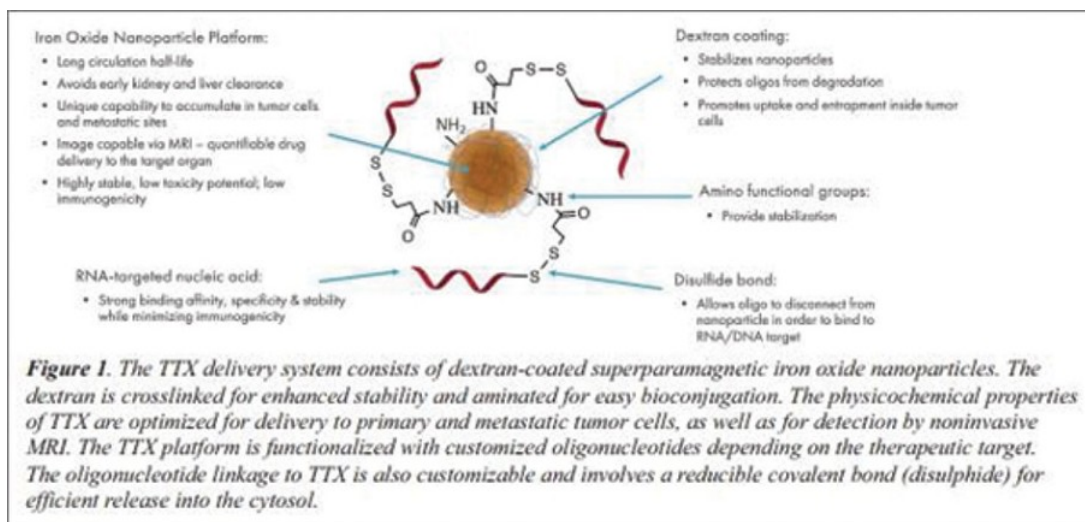 Iron Oxide Nanoparticle Platform:
• Long circulation half-life
• Avoids early kidney and liver clearance
• Unique capability to accumulate in tumor cells
and metastatic sites
• Image capable via MRI – quantifiable drug
delivery to the target organ
• Highly stable, low toxicity potential; low
immunogenicity
RNA-targeted nucleic acid:
• Strong binding affinity, specificity & stability
while minimizing immunogenicity
O
S
S
HN
NH₂
S
S
NH
O
NH
O
S
S
Dextran coating:
• Stabilizes nanoparticles
• Protects oligos from degradation
• Promotes uptake and entrapment inside tumor
cells
Amino functional groups:
• Provide stabilization
Disulfide bond:
• Allows oligo to disconnect from
nanoparticle in order to bind to
RNA/DNA target
Figure 1. The TTX delivery system consists of dextran-coated superparamagnetic iron oxide nanoparticles. The
dextran is crosslinked for enhanced stability and aminated for easy bioconjugation. The physicochemical properties
of TTX are optimized for delivery to primary and metastatic tumor cells, as well as for detection by noninvasive
MRI. The TTX platform is functionalized with customized oligonucleotides depending on the therapeutic target.
The oligonucleotide linkage to TTX is also customizable and involves a reducible covalent bond (disulphide) for
efficient release into the cytosol.